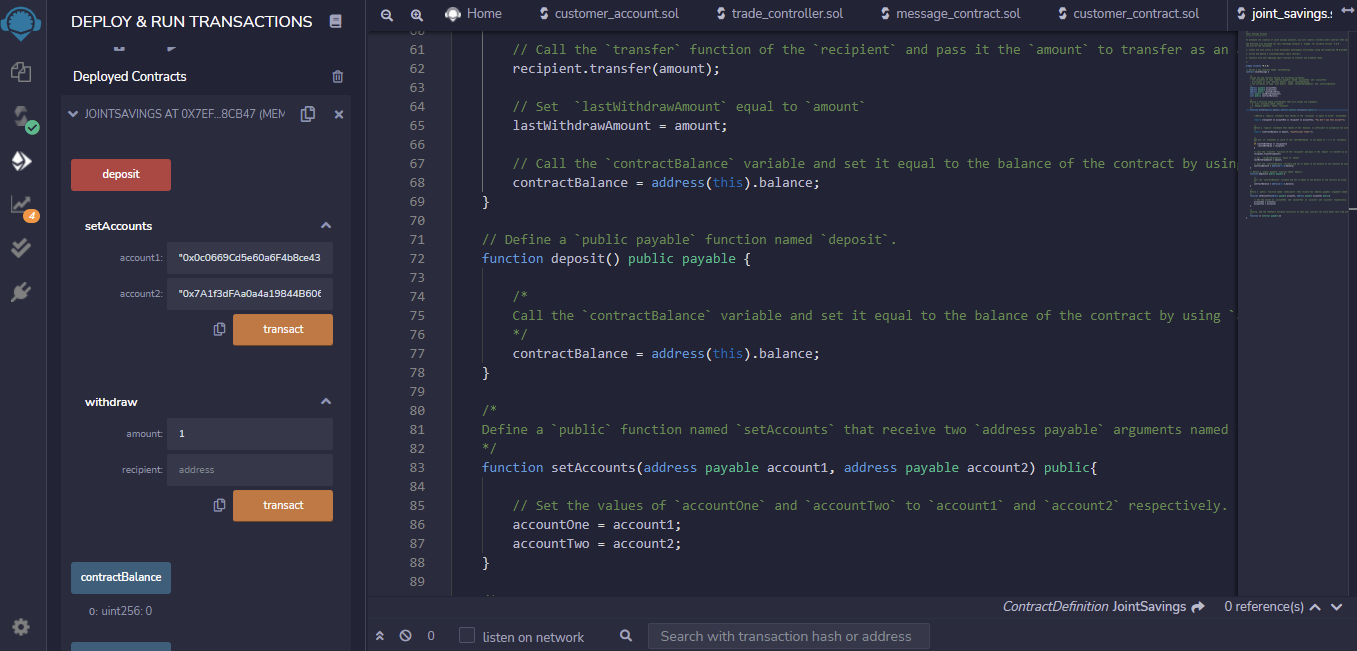 DEPLOY & RUN TRANSACTIONS
Home
customer_account.sol
trade_controller.sol
message_contract.sol
customer_contract.sol
joint_savings.s
Deployed Contracts
JOINTSAVINGS AT 0X7EF...8CB47 (MEM
deposit
setAccounts
account1: "0x0c0669Cd5e60a6F4b8ce43
account2: "0x7A1f3dFAa0a4a19844B606
transact
withdraw
amount: 1
recipient: address
transact
contractBalance
0: uint256: 0
4
61 // Call the `transfer` function of the `recipient` and pass it the `amount` to transfer as an
62 recipient.transfer(amount);
63
64 // Set  `lastWithdrawAmount` equal to `amount`
65 lastWithdrawAmount = amount;
66
67 // Call the `contractBalance` variable and set it equal to the balance of the contract by using
68 contractBalance = address(this).balance;
69 }
70
71 // Define a `public payable` function named `deposit`.
72 function deposit() public payable {
73
74 /*
75 Call the `contractBalance` variable and set it equal to the balance of the contract by using `
76 */
77 contractBalance = address(this).balance;
78 }
79
80 /*
81 Define a `public` function named `setAccounts` that receive two `address payable` arguments named
82 */
83 function setAccounts(address payable account1, address payable account2) public{
84
85 // Set the values of `accountOne` and `accountTwo` to `account1` and `account2` respectively.
86 accountOne = account1;
87 accountTwo = account2;
88 }
89
ContractDefinition JointSavings 0 reference(s)
0 listen on network Search with transaction hash or address